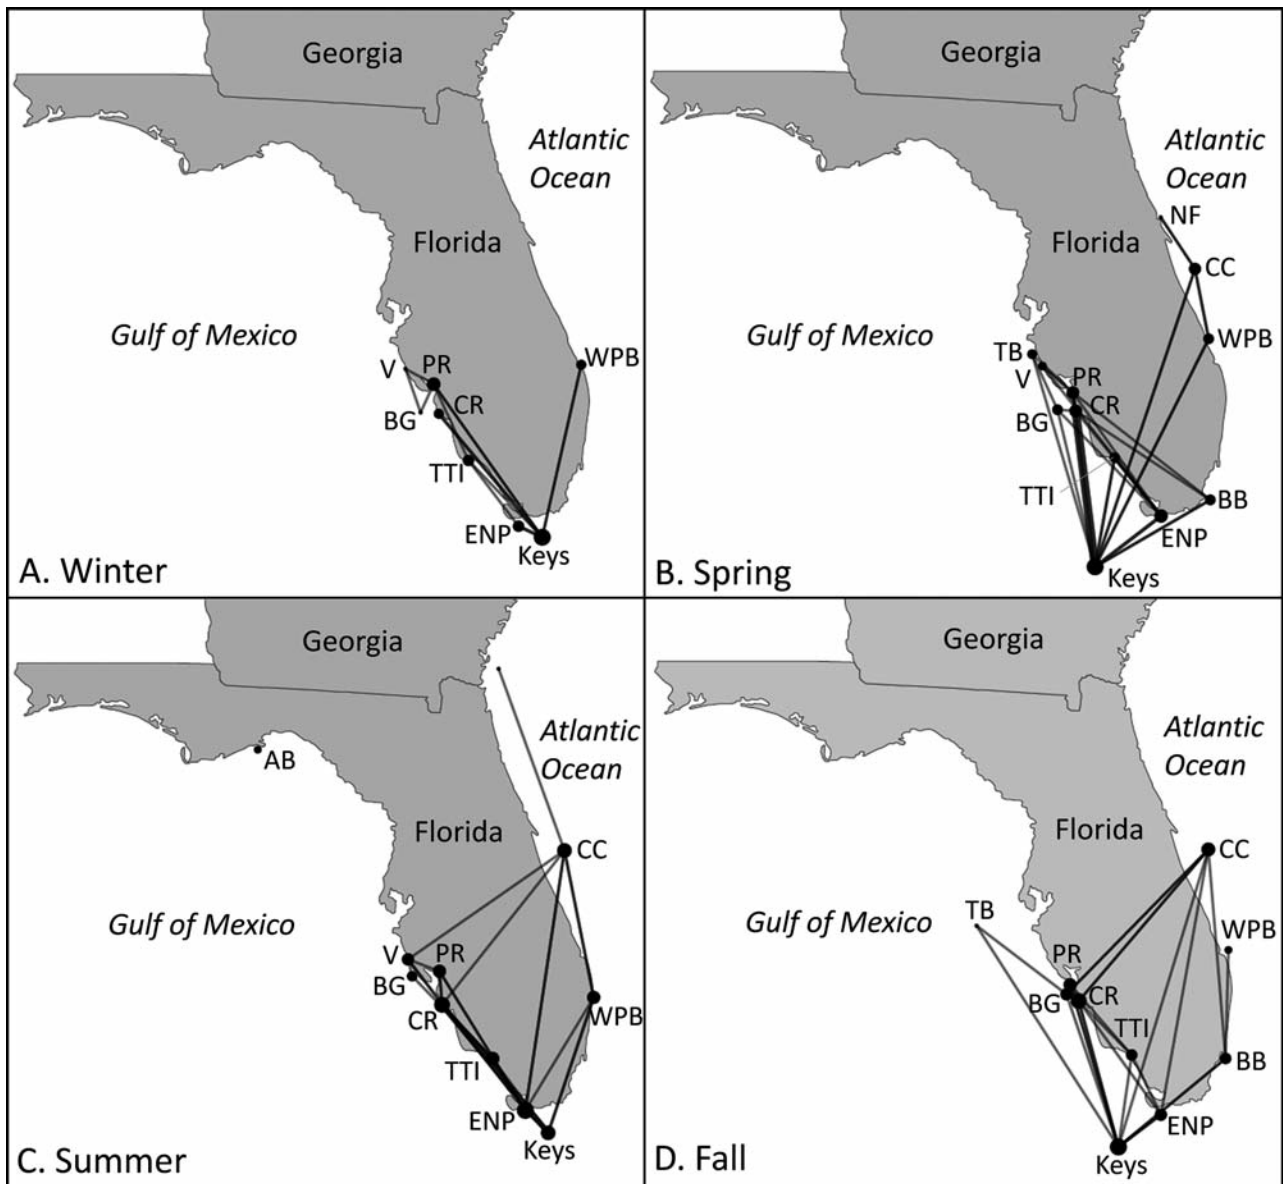 Georgia
Atlantic
Ocean
Florida
Gulf of Mexico
V
PR
WPB
BG
CR
TTI
ENP
Keys
A. Winter
Georgia
Atlantic
Ocean
NF
Florida
CC
Gulf of Mexico
WPB
TB
V
PR
BG
CR
TTI
BB
ENP
Keys
B. Spring
Georgia
Atlantic
Ocean
AB
Florida
CC
Gulf of Mexico
V
PR
BG
CR
WPB
TTI
ENP
Keys
C. Summer
Georgia
Atlantic
Ocean
Florida
CC
Gulf of Mexico
TB
WPB
PR
BG
CR
TTI
BB
ENP
Keys
D. Fall